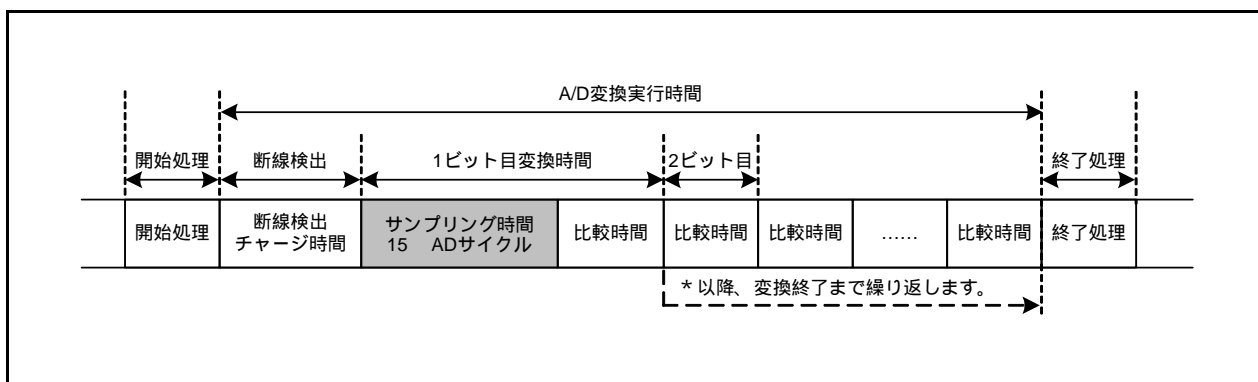 A/D変換実行時間
開始処理 断線検出 1ビット目変換時間 2ビット目 終了処理
開始処理
断線検出
チャージ時間
サンプリング時間
15 ADサイクル
比較時間 比較時間 比較時間 …… 比較時間 終了処理
*以降、変換終了まで繰り返します。